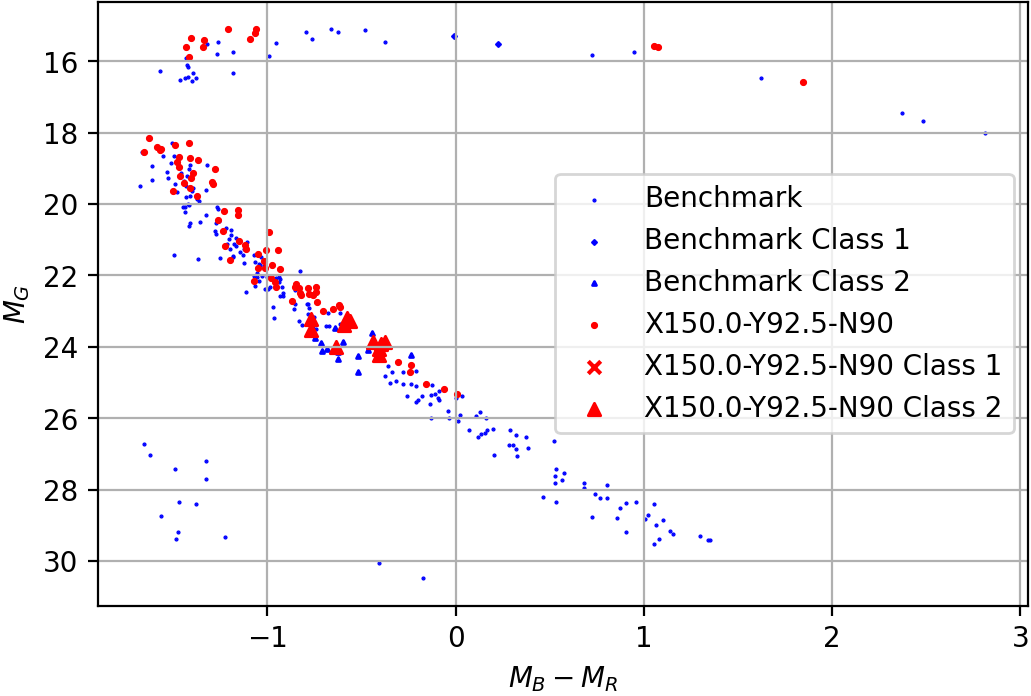 16
18
20
22
24
26
28
30
M_G
−1
0
1
2
3
M_B − M_R
Benchmark
Benchmark Class 1
Benchmark Class 2
X150.0-Y92.5-N90
X150.0-Y92.5-N90 Class 1
X150.0-Y92.5-N90 Class 2